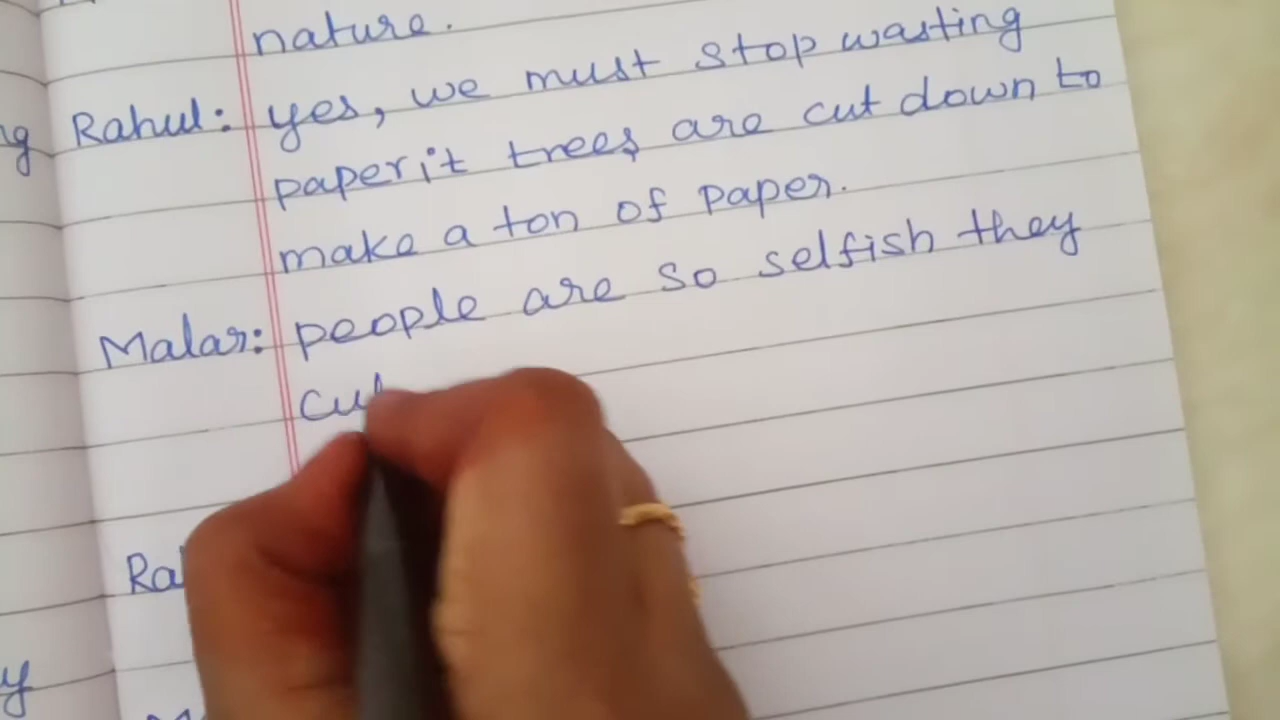 nature.
Rahul: yes, we must stop wasting
paper it trees are cut down to
make a ton of paper.
Malar: people are so selfish they
cut